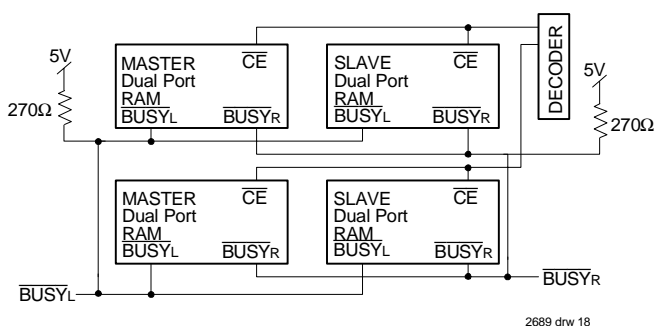 MASTER
Dual Port
RAM
BUSYL
CE
BUSYR
SLAVE
Dual Port
RAM
BUSYL
CE
BUSYR
DECODER
5V
270Ω
5V
270Ω
MASTER
Dual Port
RAM
BUSYL
CE
BUSYR
SLAVE
Dual Port
RAM
BUSYL
CE
BUSYR
BUSYL
BUSYR
2689 drw 18